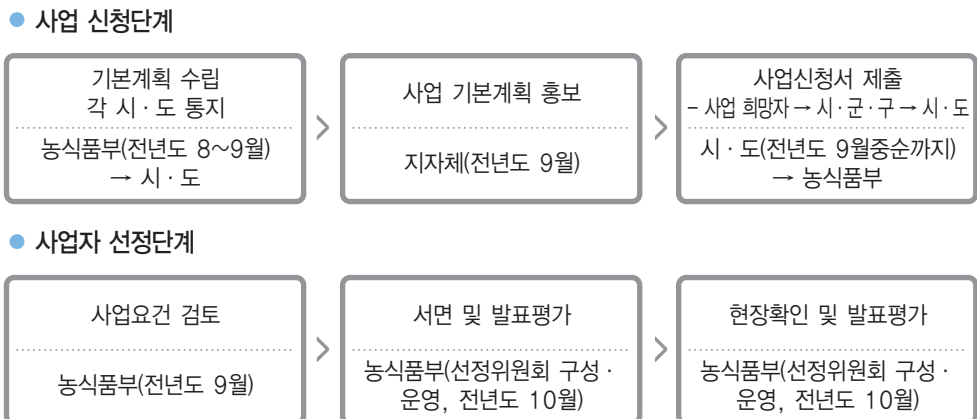 사업 신청단계
기본계획 수립
각 시 · 도 통지
농식품부(전년도 8~9월)
→ 시 · 도
사업 기본계획 홍보
지자체(전년도 9월)
사업신청서 제출
- 사업 희망자 → 시 · 군 · 구 → 시 · 도
시 · 도(전년도 9월중순까지)
→ 농식품부
사업자 선정단계
사업요건 검토
농식품부(전년도 9월)
서면 및 발표평가
농식품부(선정위원회 구성 ·
운영, 전년도 10월)
현장확인 및 발표평가
농식품부(선정위원회 구성 ·
운영, 전년도 10월)